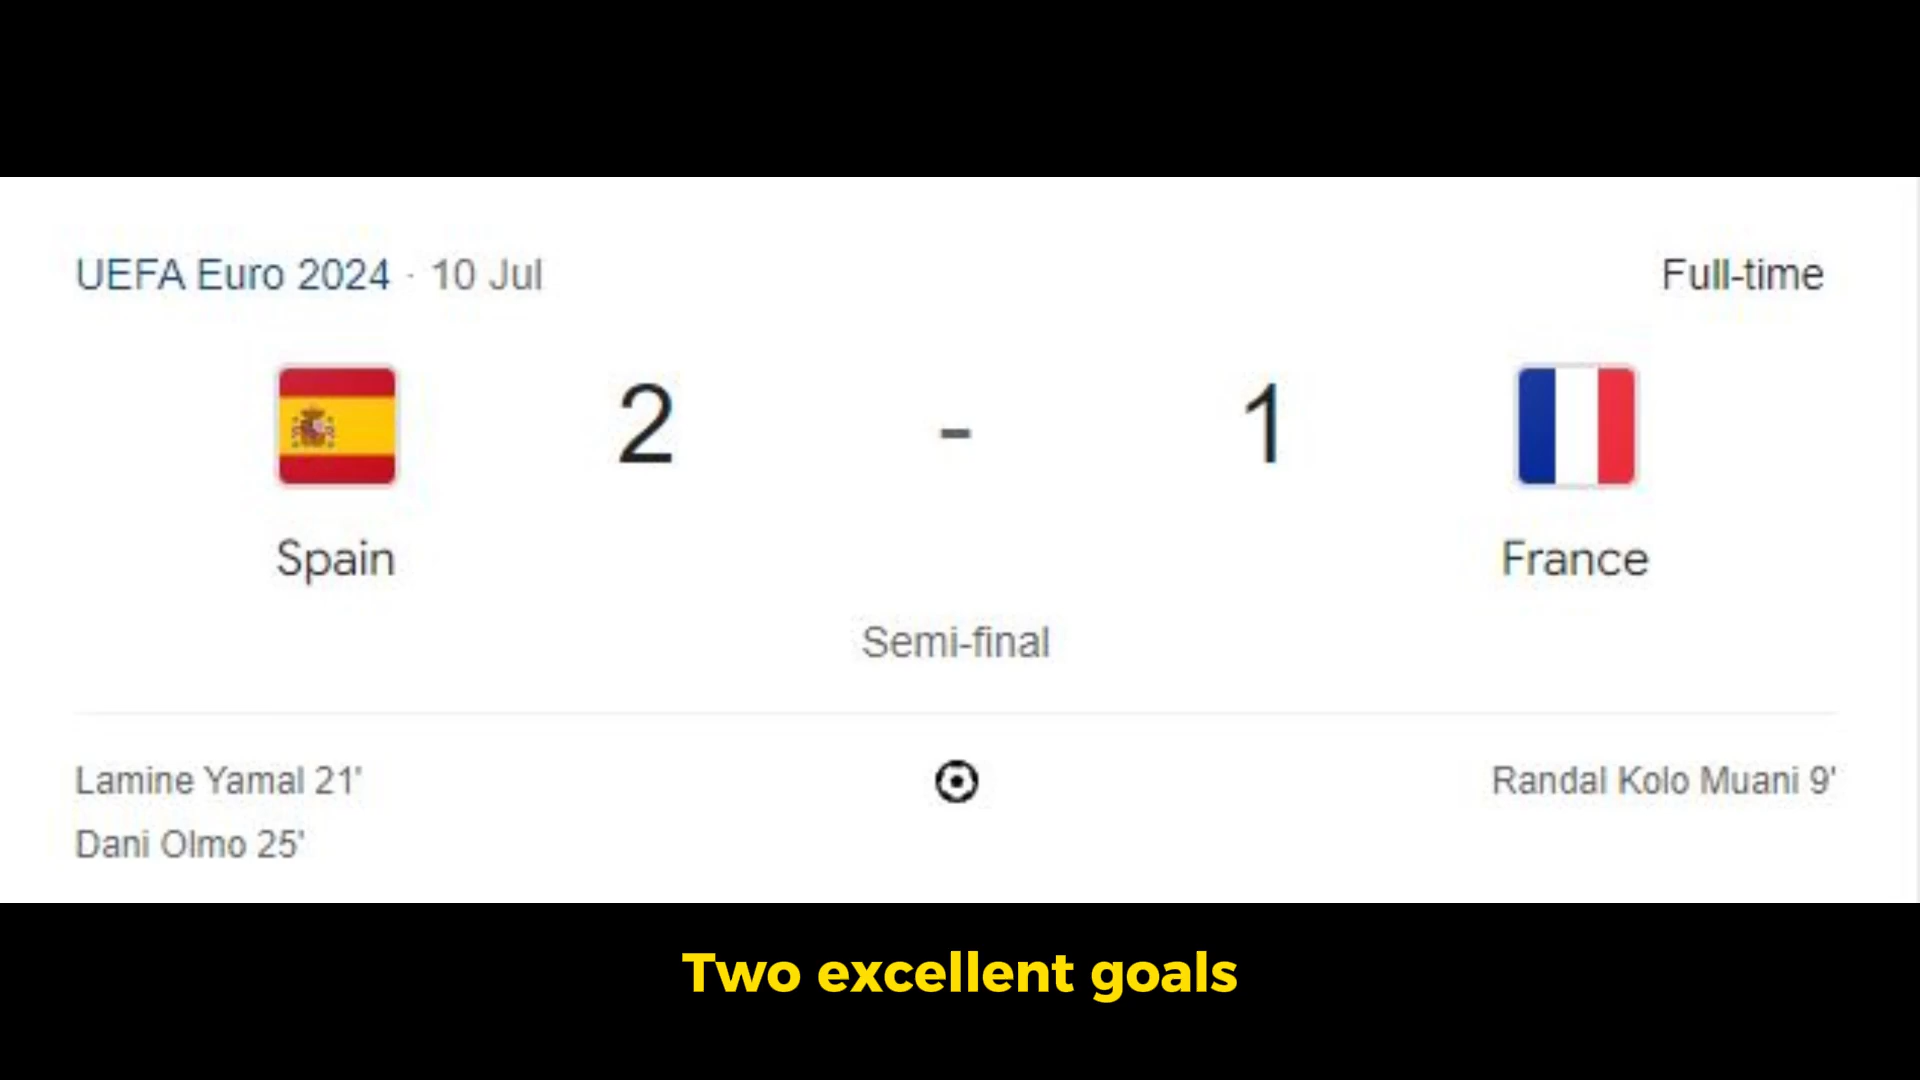 UEFA Euro 2024 · 10 Jul
Full-time
2 - 1
Spain
France
Semi-final
Lamine Yamal 21'
Dani Olmo 25'
Randal Kolo Muani 9'
Two excellent goals